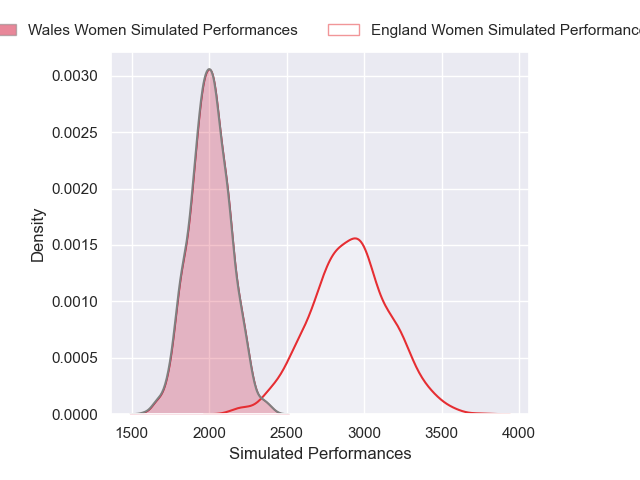 Wales Women Simulated Performances
England Women Simulated
0.0030
0.0025
0.0020
0.0015
0.0010
0.0005
0.0000
Density
1500 2000 2500 3000 3500 4000
Simulated Performances